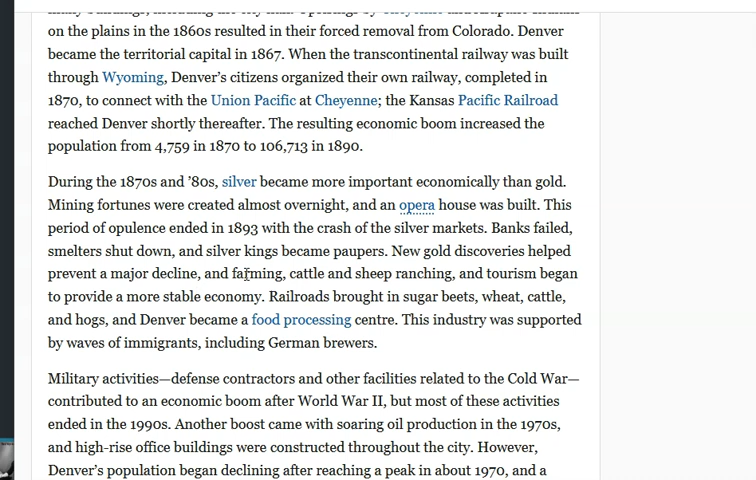 on the plains in the 1860s resulted in their forced removal from Colorado. Denver
became the territorial capital in 1867. When the transcontinental railway was built
through Wyoming, Denver's citizens organized their own railway, completed in
1870, to connect with the Union Pacific at Cheyenne; the Kansas Pacific Railroad
reached Denver shortly thereafter. The resulting economic boom increased the
population from 4,759 in 1870 to 106,713 in 1890.
During the 1870s and ’80s, silver became more important economically than gold.
Mining fortunes were created almost overnight, and an opera house was built. This
period of opulence ended in 1893 with the crash of the silver markets. Banks failed,
smelters shut down, and silver kings became paupers. New gold discoveries helped
prevent a major decline, and farming, cattle and sheep ranching, and tourism began
to provide a more stable economy. Railroads brought in sugar beets, wheat, cattle,
and hogs, and Denver became a food processing centre. This industry was supported
by waves of immigrants, including German brewers.
Military activities—defense contractors and other facilities related to the Cold War—
contributed to an economic boom after World War II, but most of these activities
ended in the 1990s. Another boost came with soaring oil production in the 1970s,
and high-rise office buildings were constructed throughout the city. However,
Denver's population began declining after reaching a peak in about 1970, and a